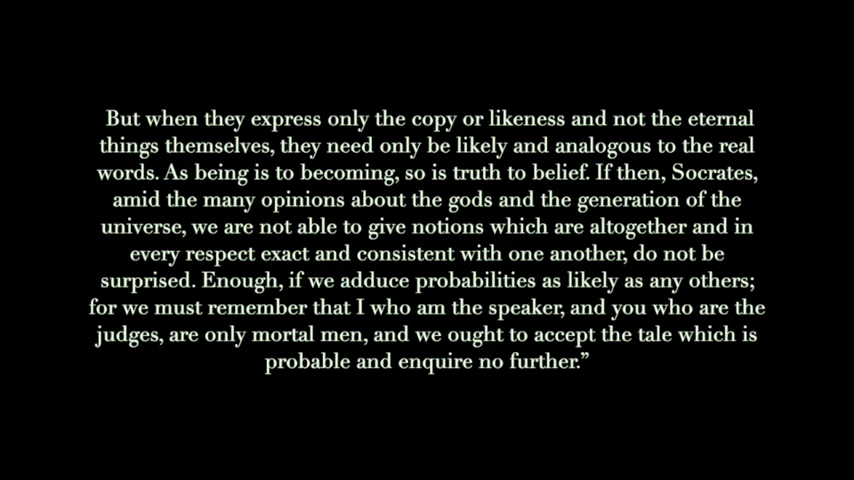 But when they express only the copy or likeness and not the eternal
things themselves, they need only be likely and analogous to the real
words. As being is to becoming, so is truth to belief. If then, Socrates,
amid the many opinions about the gods and the generation of the
universe, we are not able to give notions which are altogether and in
every respect exact and consistent with one another, do not be
surprised. Enough, if we adduce probabilities as likely as any others;
for we must remember that I who am the speaker, and you who are the
judges, are only mortal men, and we ought to accept the tale which is
probable and enquire no further.”